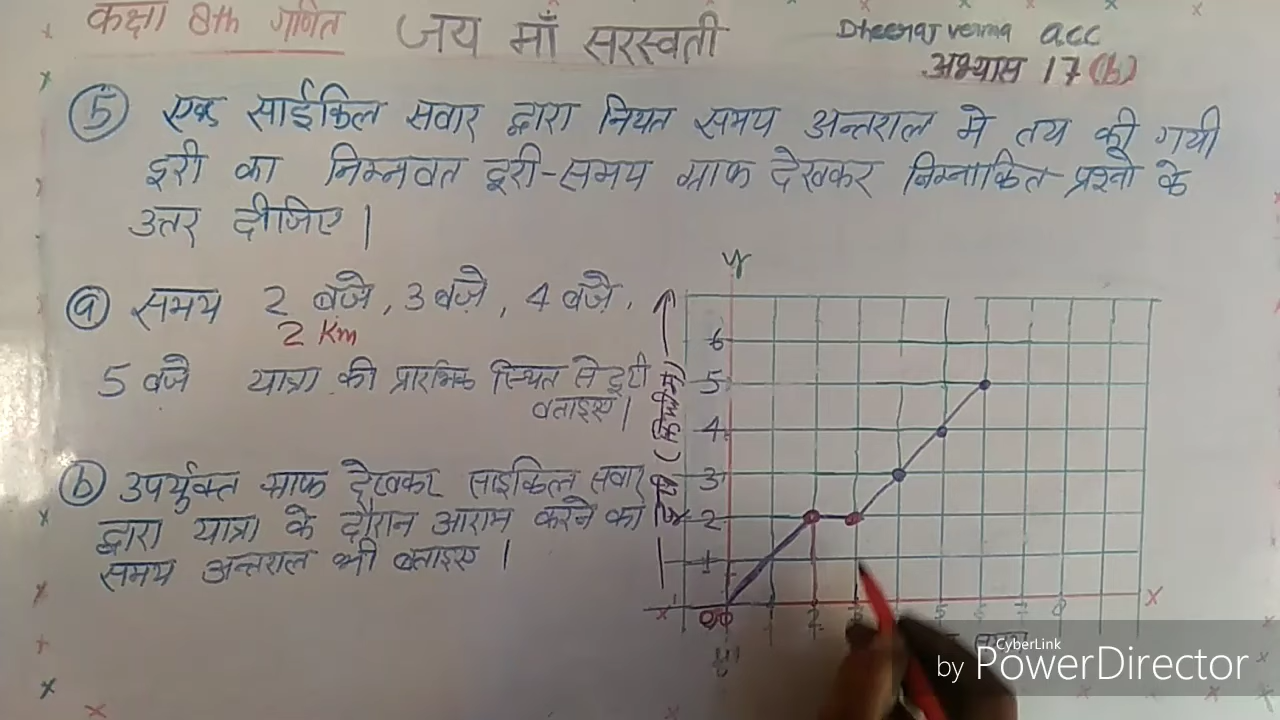 कक्षा 8th गणित
जय माँ सरस्वती
Dheeraj verma acc
अभ्यास 17 (b)
5 एक साईकिल सवार द्वारा नियत समय अन्तराल मे तय की गयी
दूरी का निम्नवत दूरी-समय ग्राफ देखकर निम्नांकित प्रश्नो के
उत्तर दीजिए ।
a समय 2 बजे, 3 बजे, 4 बजे,
2 Km
5 बजे यात्रा की प्रारंभिक स्थित से दूरी
बताइए ।
b उपर्युक्त ग्राफ देखकर साइकिल सवार
द्वारा यात्रा के दौरान आराम करने का
समय अन्तराल भी बताइए ।
y
6
5
4
3
2
1
x' 0 1 2 3 5 6 7 8 x
y'
समय
CyberLink
by PowerDirector